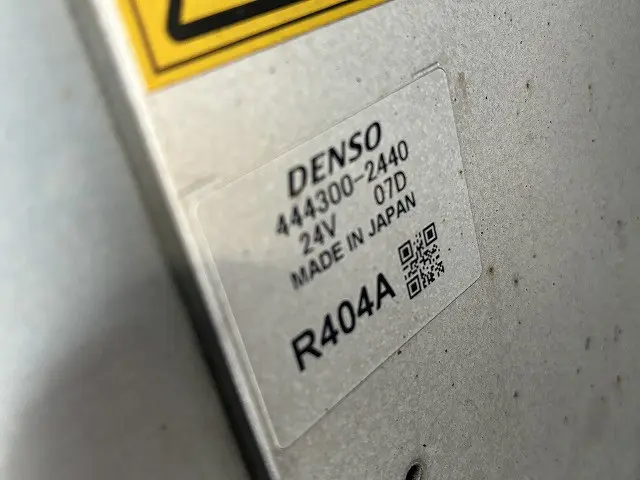 DENSO
444300-2440
24V 07D
MADE IN JAPAN
R404A